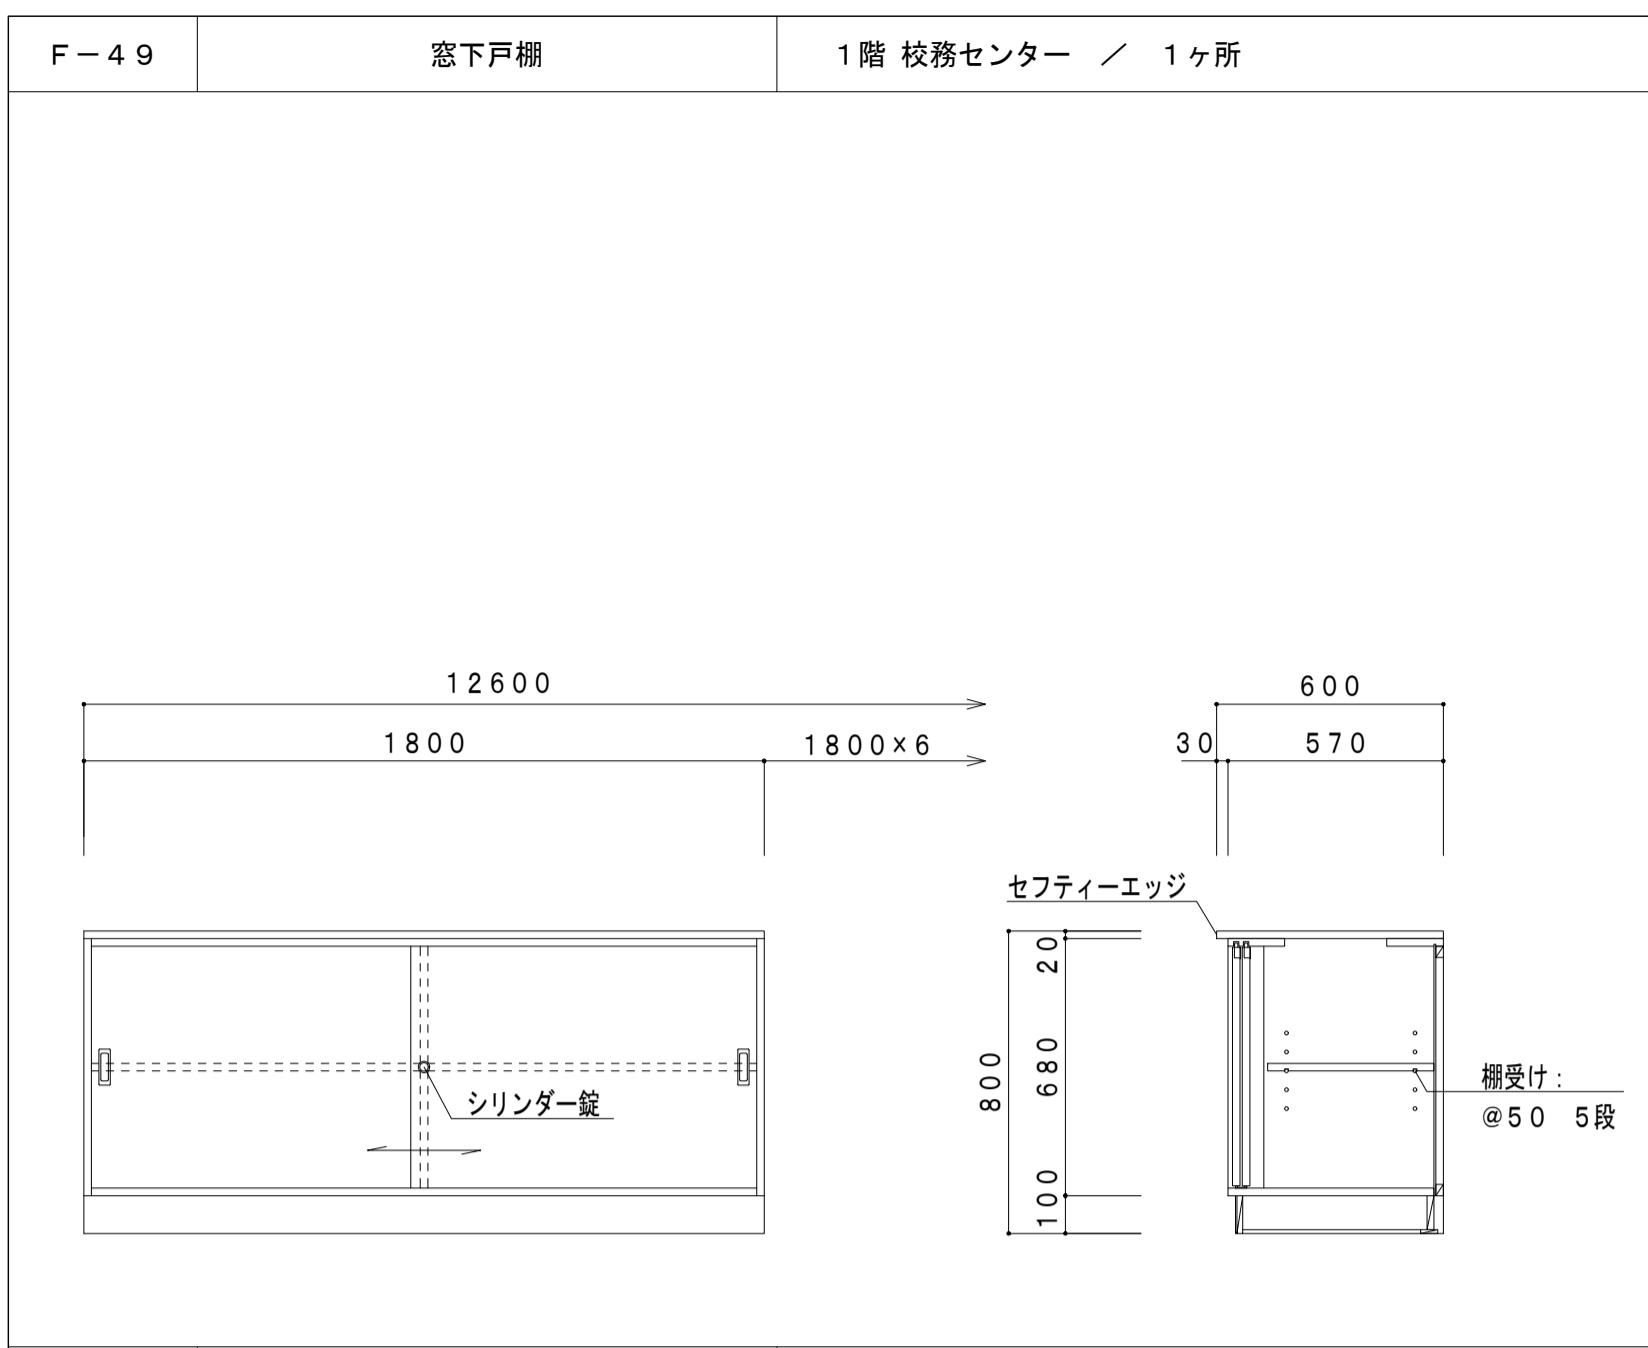 F－49
窓下戸棚
1階 校務センター ／ 1ヶ所
12600
1800
1800×6
600
30
570
セフティーエッジ
20
680
800
100
シリンダー錠
棚受け：
@50 5段